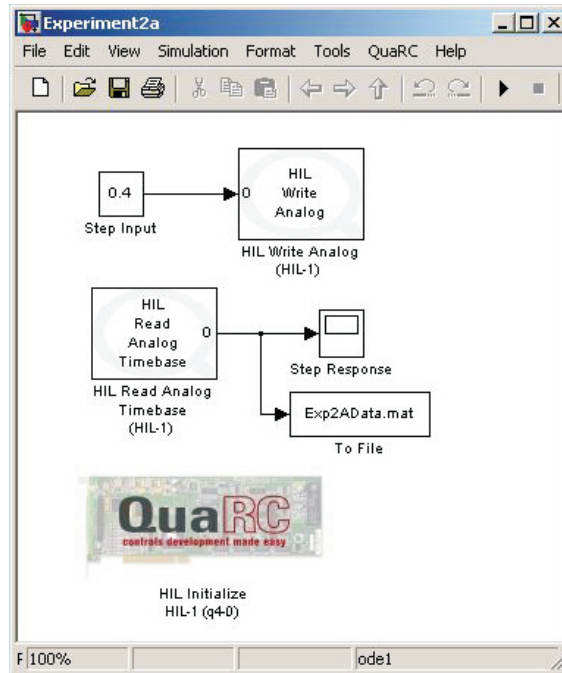 Experiment2a
File Edit View Simulation Format Tools QuaRC Help
0.4
Step Input
0
HIL
Write
Analog
HIL Write Analog
(HIL-1)
HIL
Read
Analog
Timebase
0
HIL Read Analog
Timebase
(HIL-1)
Step Response
Exp2AData.mat
To File
QuaRC
controls development made easy
HIL Initialize
HIL-1 (q4-0)
F 100% ode1